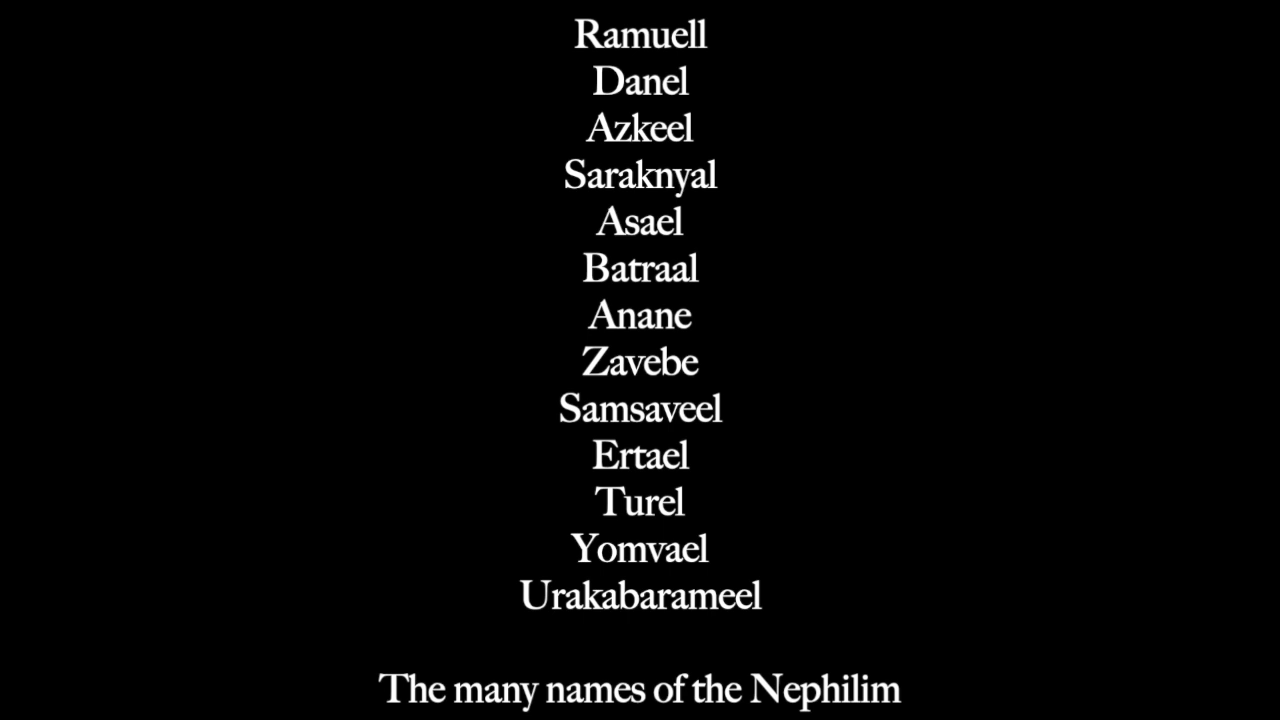 Ramuell
Danel
Azkeel
Saraknyal
Asael
Batraal
Anane
Zavebe
Samsaveel
Ertael
Turel
Yomvael
Urakabarameel
The many names of the Nephilim